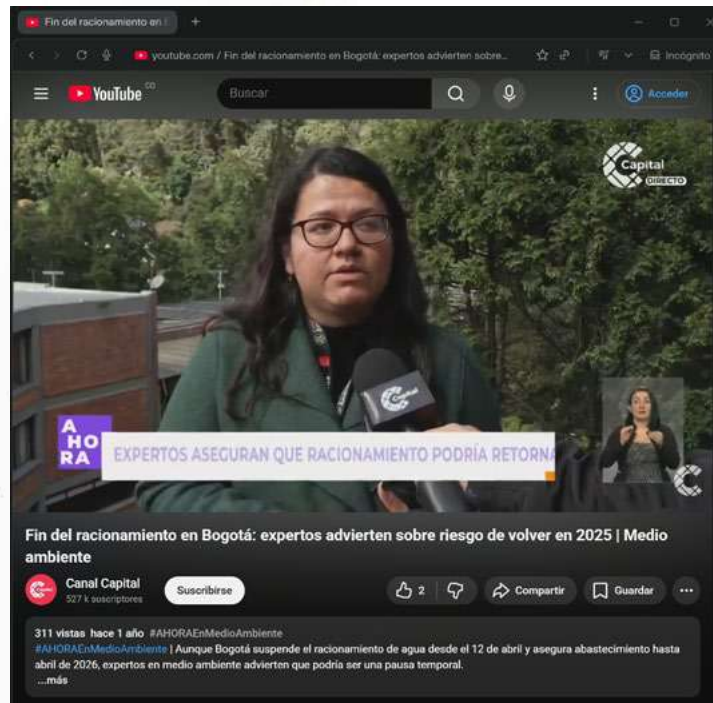 Fin del racionamiento en
youtube.com / Fin del racionamiento en Bogotá: expertos advierten sobre...
Incógnito
YouTube CO
Buscar
Acceder
Capital
DIRECTO
Capital
AHORA
EXPERTOS ASEGURAN QUE RACIONAMIENTO PODRÍA RETORNA
Fin del racionamiento en Bogotá: expertos advierten sobre riesgo de volver en 2025 | Medio
ambiente
Canal Capital
527 k suscriptores
Suscribirse
2
Compartir
Guardar
311 vistas hace 1 año #AHORAEnMedioAmbiente
#AHORAEnMedioAmbiente | Aunque Bogotá suspende el racionamiento de agua desde el 12 de abril y asegura abastecimiento hasta
abril de 2026, expertos en medio ambiente advierten que podría ser una pausa temporal.
...más